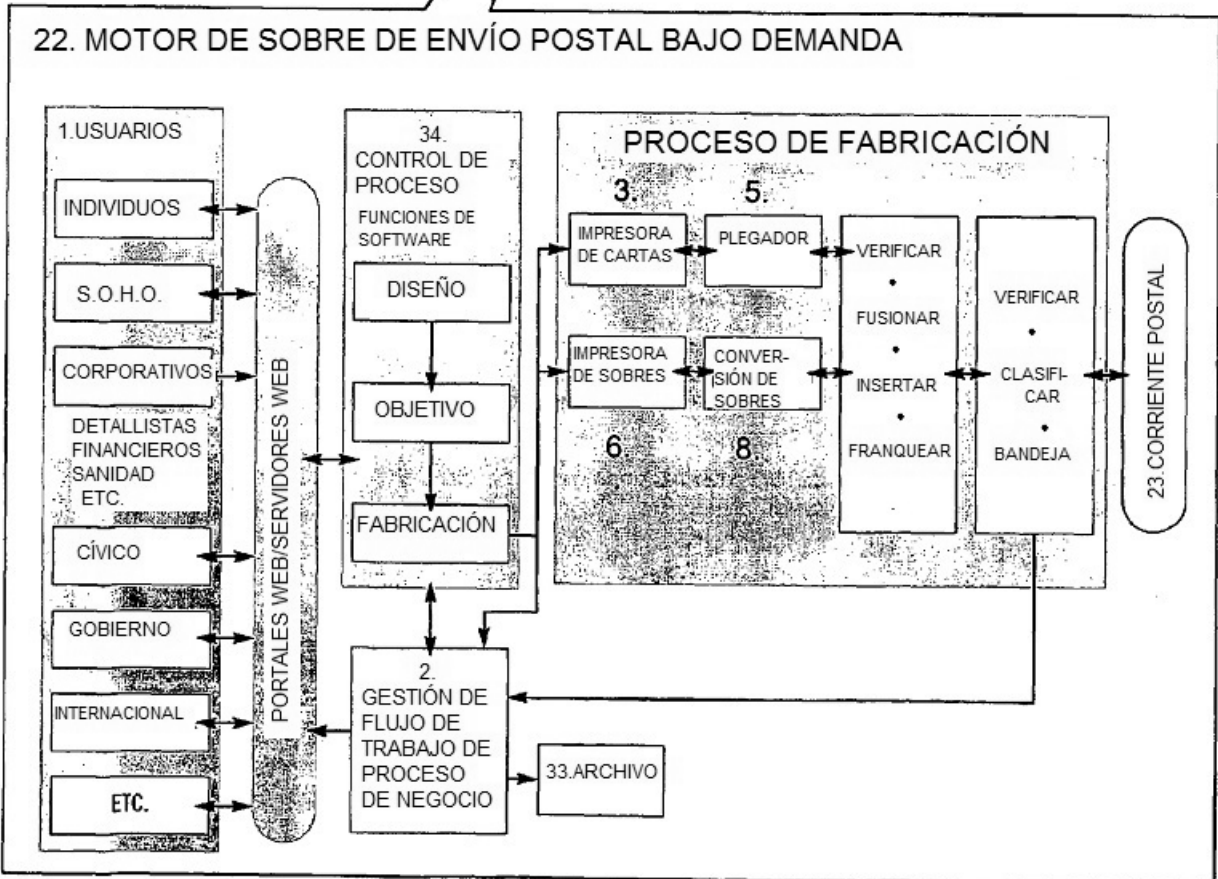 22. MOTOR DE SOBRE DE ENVÍO POSTAL BAJO DEMANDA
1.USUARIOS
INDIVIDUOS
S.O.H.O.
CORPORATIVOS
DETALLISTAS
FINANCIEROS
SANIDAD
ETC.
CÍVICO
GOBIERNO
INTERNACIONAL
ETC.
PORTALES WEB/SERVIDORES WEB
34.
CONTROL DE
PROCESO
FUNCIONES DE
SOFTWARE
DISEÑO
OBJETIVO
FABRICACIÓN
2.
GESTIÓN DE
FLUJO DE
TRABAJO DE
PROCESO
DE NEGOCIO
33.ARCHIVO
PROCESO DE FABRICACIÓN
3.
IMPRESORA
DE CARTAS
5.
PLEGADOR
IMPRESORA
DE SOBRES
6
CONVER-
SIÓN DE
SOBRES
8.
VERIFICAR
•
FUSIONAR
•
INSERTAR
•
FRANQUEAR
VERIFICAR
•
CLASIFI-
CAR
•
BANDEJA
23.CORRIENTE POSTAL